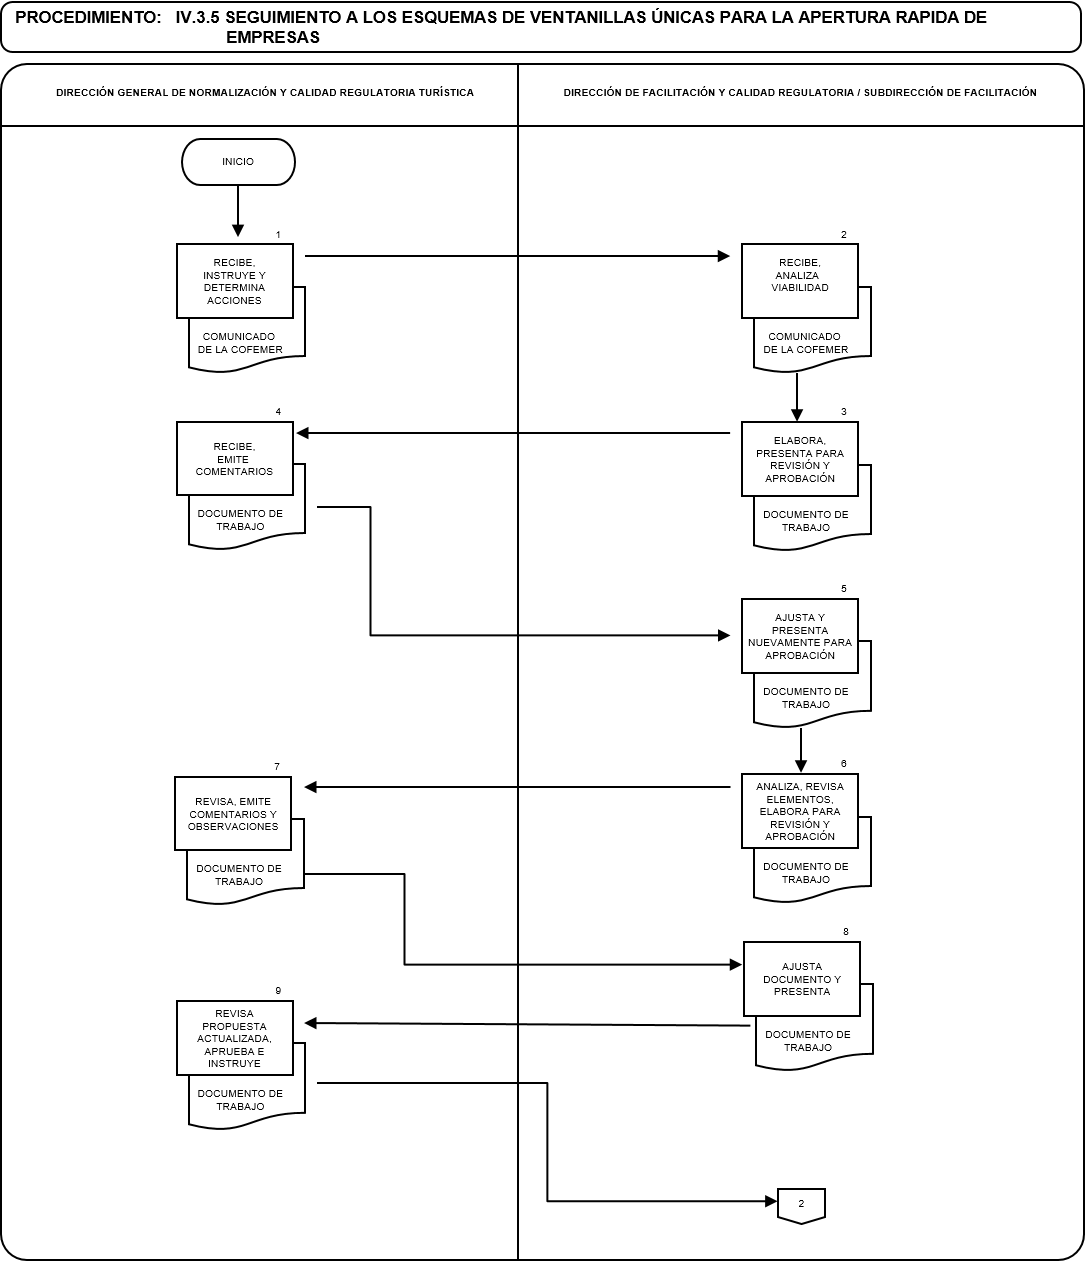 PROCEDIMIENTO: IV.3.5 SEGUIMIENTO A LOS ESQUEMAS DE VENTANILLAS ÚNICAS PARA LA APERTURA RAPIDA DE
EMPRESAS
DIRECCIÓN GENERAL DE NORMALIZACIÓN Y CALIDAD REGULATORIA TURÍSTICA
DIRECCIÓN DE FACILITACIÓN Y CALIDAD REGULATORIA / SUBDIRECCIÓN DE FACILITACIÓN
INICIO
1
RECIBE,
INSTRUYE Y
DETERMINA
ACCIONES
COMUNICADO
DE LA COFEMER
2
RECIBE,
ANALIZA
VIABILIDAD
COMUNICADO
DE LA COFEMER
3
ELABORA,
PRESENTA PARA
REVISIÓN Y
APROBACIÓN
DOCUMENTO DE
TRABAJO
4
RECIBE,
EMITE
COMENTARIOS
DOCUMENTO DE
TRABAJO
5
AJUSTA Y
PRESENTA
NUEVAMENTE PARA
APROBACIÓN
DOCUMENTO DE
TRABAJO
6
ANALIZA, REVISA
ELEMENTOS,
ELABORA PARA
REVISIÓN Y
APROBACIÓN
DOCUMENTO DE
TRABAJO
7
REVISA, EMITE
COMENTARIOS Y
OBSERVACIONES
DOCUMENTO DE
TRABAJO
8
AJUSTA
DOCUMENTO Y
PRESENTA
DOCUMENTO DE
TRABAJO
9
REVISA
PROPUESTA
ACTUALIZADA,
APRUEBA E
INSTRUYE
DOCUMENTO DE
TRABAJO
2